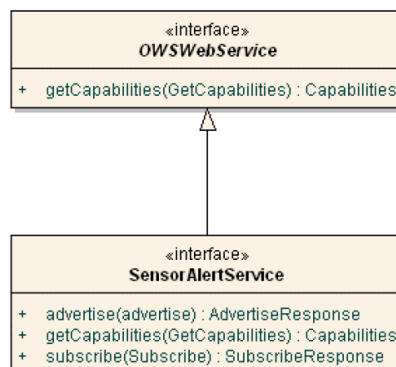 «interface»
OWSWebService
+ getCapabilities(GetCapabilities) : Capabilities
«interface»
SensorAlertService
+ advertise(advertise) : AdvertiseResponse
+ getCapabilities(GetCapabilities) : Capabilities
+ subscribe(Subscribe) : SubscribeResponse